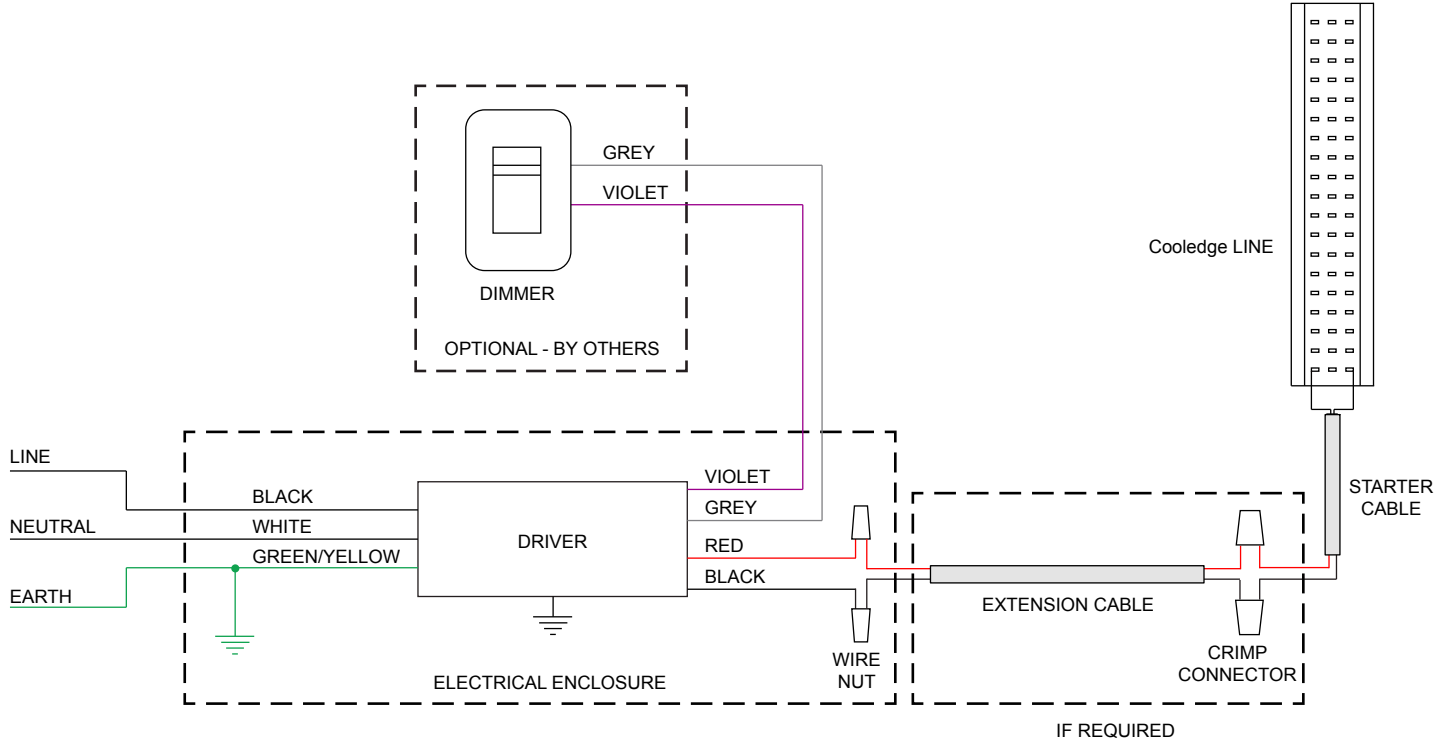 GREY
VIOLET
DIMMER
OPTIONAL - BY OTHERS
Cooledge LINE
STARTER
CABLE
LINE
NEUTRAL
EARTH
BLACK
WHITE
GREEN/YELLOW
DRIVER
VIOLET
GREY
RED
BLACK
WIRE
NUT
ELECTRICAL ENCLOSURE
EXTENSION CABLE
CRIMP
CONNECTOR
IF REQUIRED